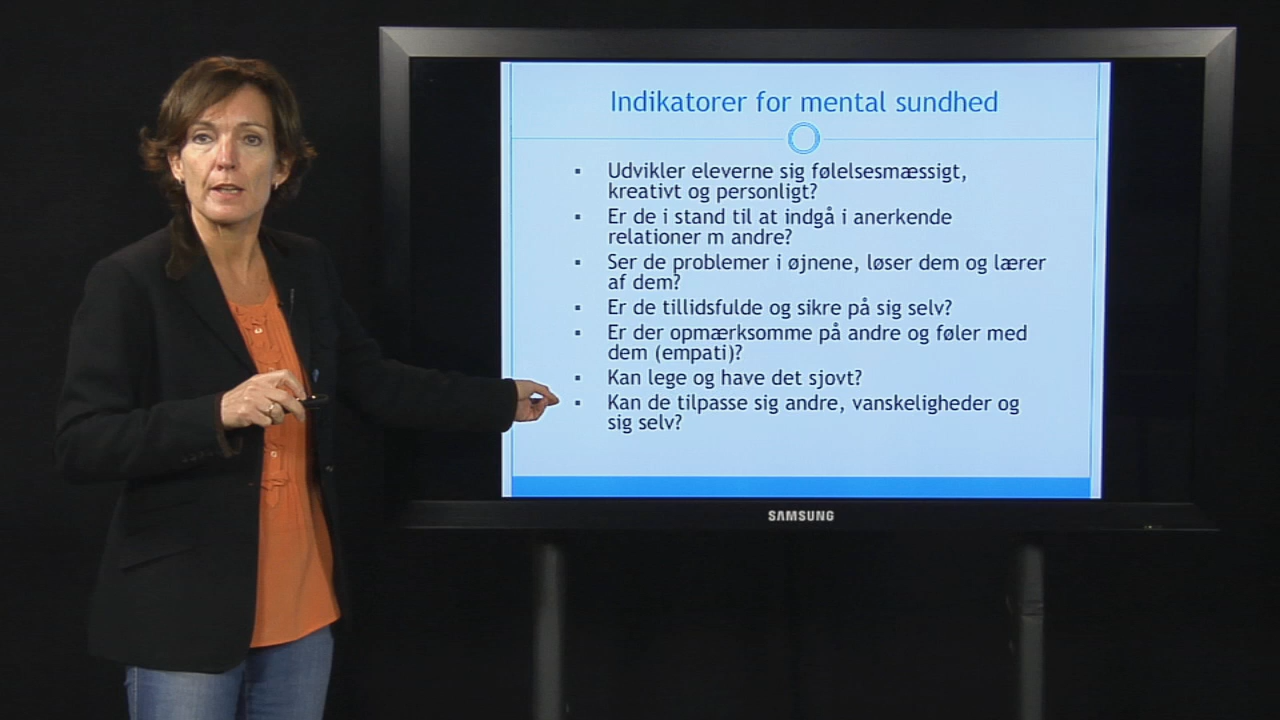 Indikatorer for mental sundhed
▪ Udvikler eleverne sig følelsesmæssigt,
kreativt og personligt?
▪ Er de i stand til at indgå i anerkende
relationer m andre?
▪ Ser de problemer i øjnene, løser dem og lærer
af dem?
▪ Er de tillidsfulde og sikre på sig selv?
▪ Er der opmærksomme på andre og føler med
dem (empati)?
▪ Kan lege og have det sjovt?
▪ Kan de tilpasse sig andre, vanskeligheder og
sig selv?
SAMSUNG